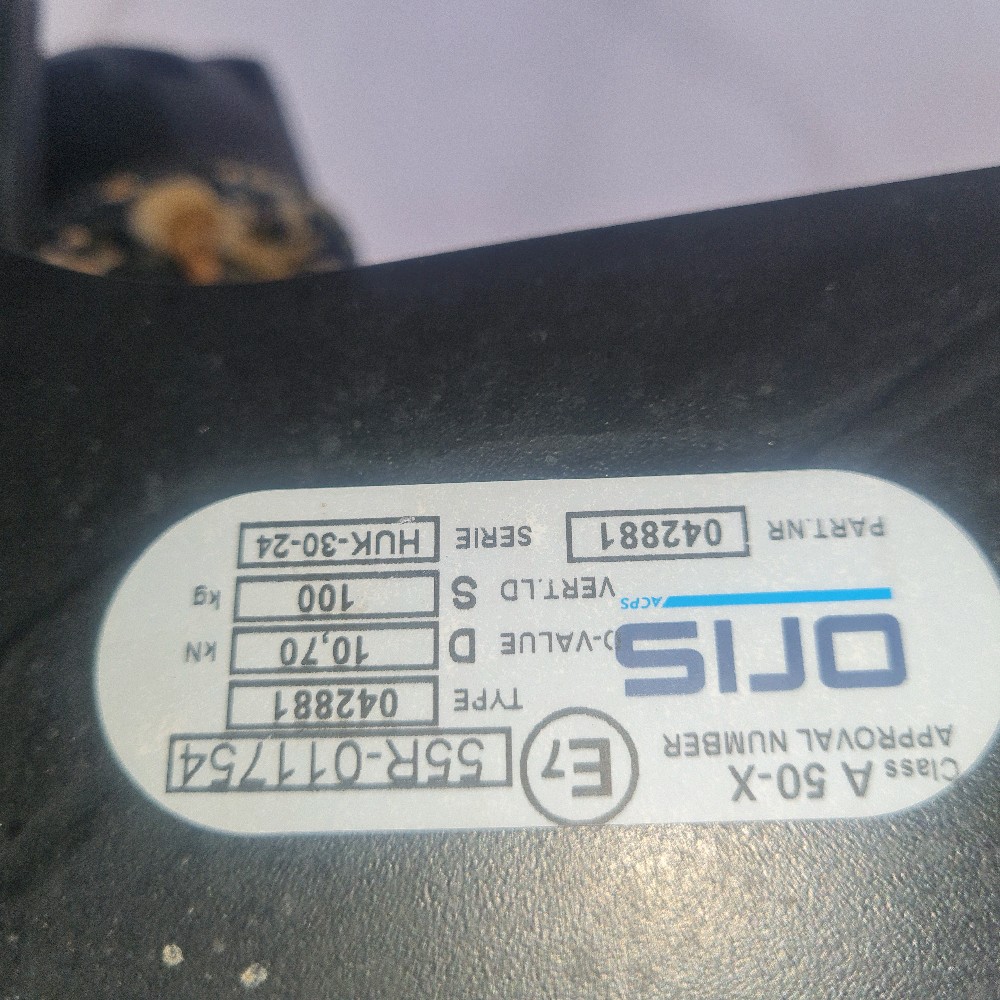 Class A 50-X
APPROVAL NUMBER E7 55R-011754
oris TYPE 042881
ACPS D-VALUE D 10,70 kN
VERT.LD S 100 kg
PART.NR 042881 SERIE HUK-30-24